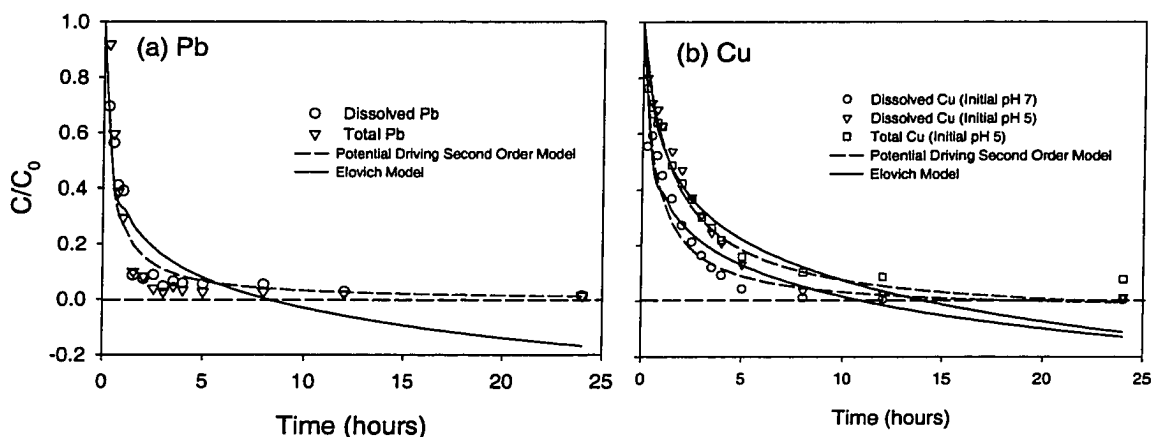 (a) Pb
Dissolved Pb
Total Pb
Potential Driving Second Order Model
Elovich Model
C/C0
1.0
0.8
0.6
0.4
0.2
0.0
-0.2
0
5
10
15
20
25
Time (hours)
(b) Cu
Dissolved Cu (Initial pH 7)
Dissolved Cu (Initial pH 5)
Total Cu (Initial pH 5)
Potential Driving Second Order Model
Elovich Model
0
5
10
15
20
25
Time (hours)